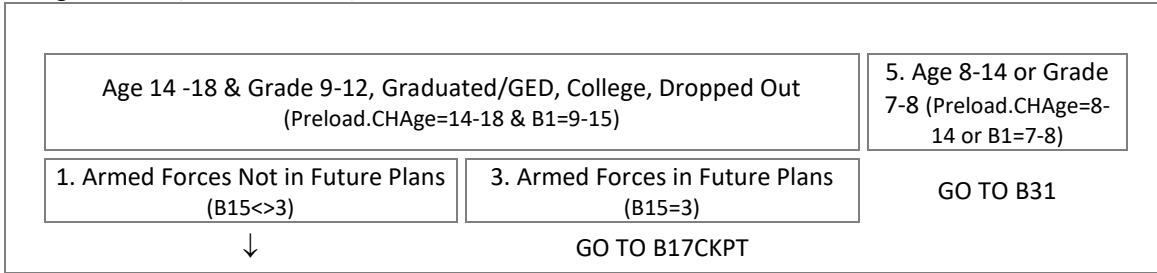 Age 14 -18 & Grade 9-12, Graduated/GED, College, Dropped Out
(Preload.CHAge=14-18 & B1=9-15)
5. Age 8-14 or Grade
7-8 (Preload.CHAge=8-
14 or B1=7-8)
1. Armed Forces Not in Future Plans
(B15<>3)
3. Armed Forces in Future Plans
(B15=3)
GO TO B31
↓
GO TO B17CKPT